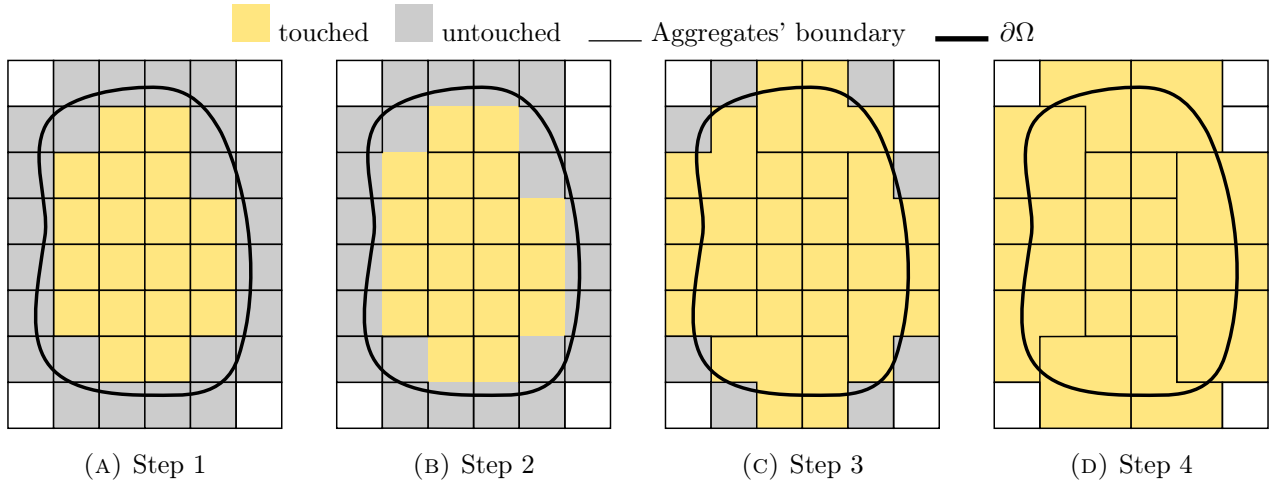 touched untouched Aggregates’ boundary ∂Ω
(A) Step 1 (B) Step 2 (C) Step 3 (D) Step 4